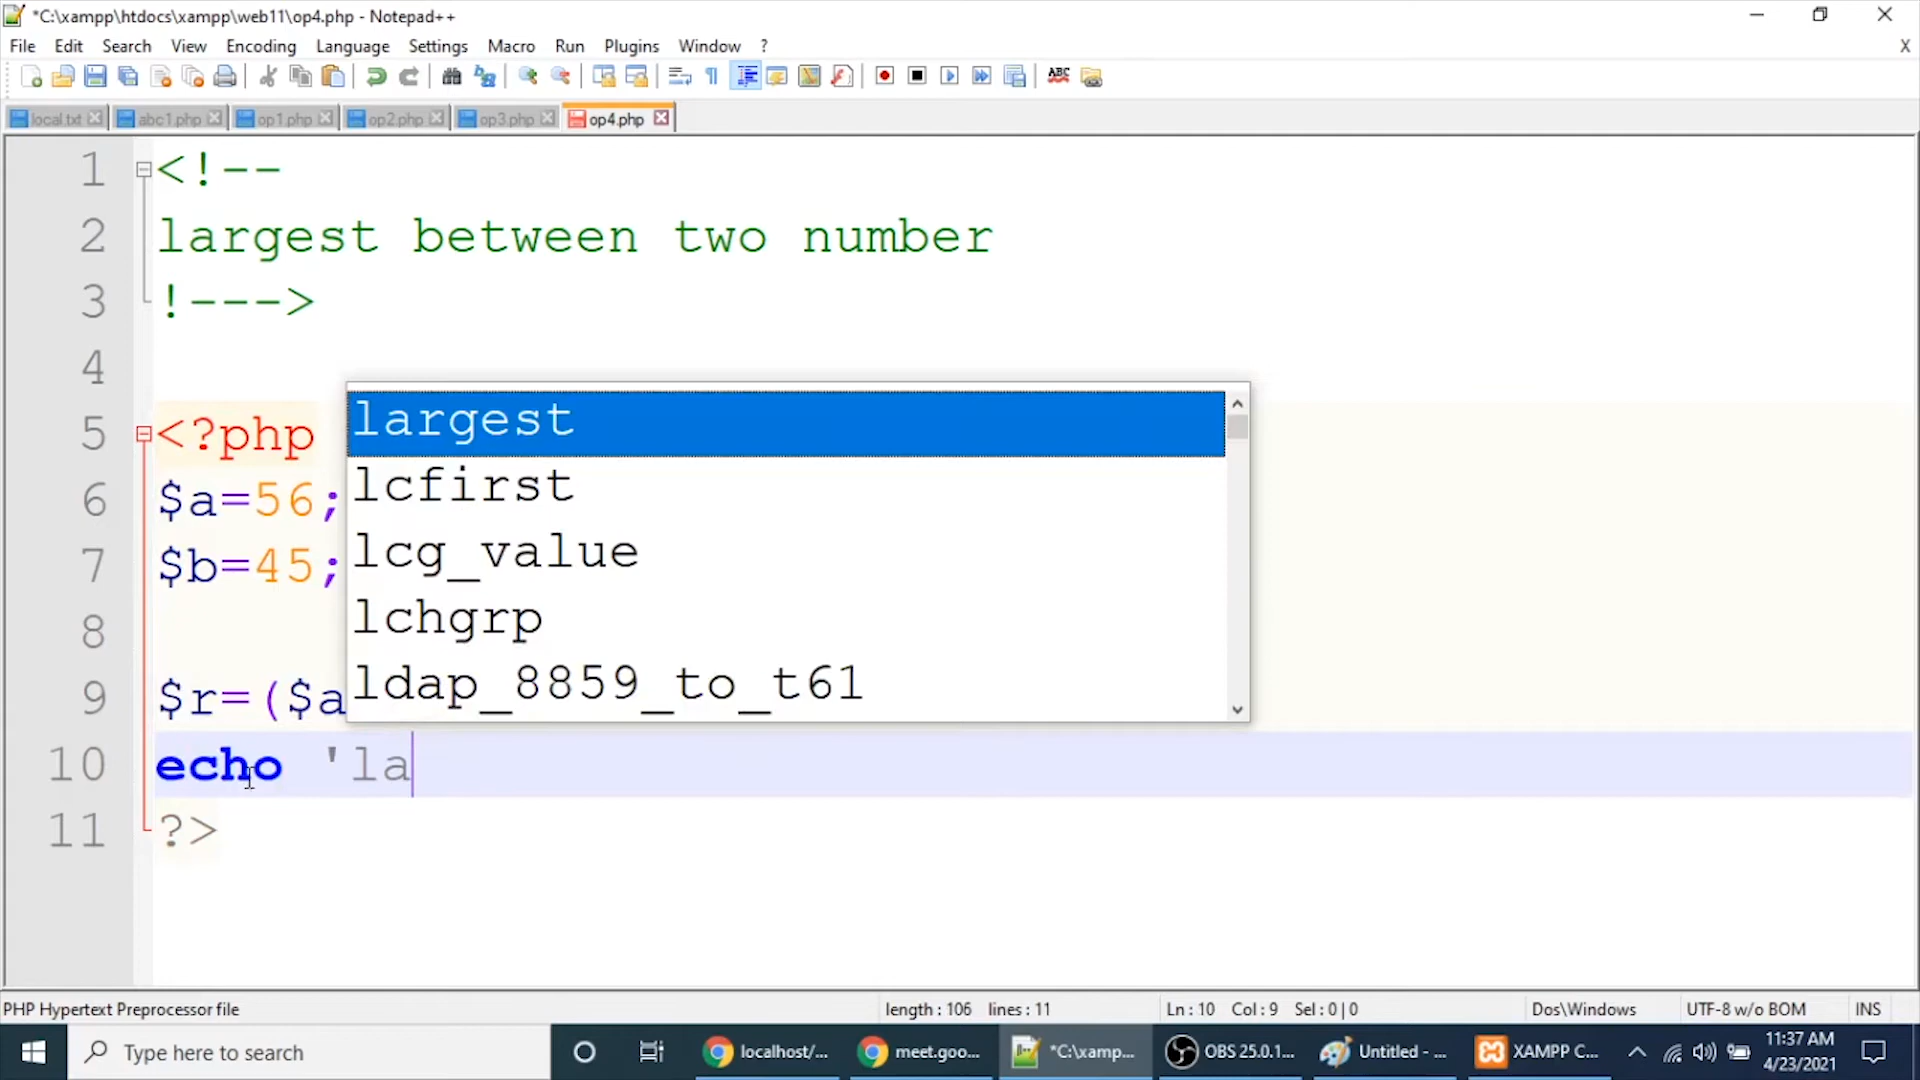 *C:\xampp\htdocs\xampp\web11\op4.php - Notepad++
File Edit Search View Encoding Language Settings Macro Run Plugins Window ? X
ABC
local.txt abc1.php op1.php op2.php op3.php op4.php
1 <!--
2 largest between two number
3 !--->
4
5 <?php
6 $a=56;
7 $b=45;
8
9 $r=($a
10 echo 'la
11 ?>
largest
lcfirst
lcg_value
lchgrp
ldap_8859_to_t61
PHP Hypertext Preprocessor file length : 106 lines : 11 Ln : 10 Col : 9 Sel : 0 | 0 Dos\Windows UTF-8 w/o BOM INS
Type here to search localhost/... meet.goo... *C:\xamp... OBS 25.0.1... Untitled - ... XAMPP C... 11:37 AM
4/23/2021